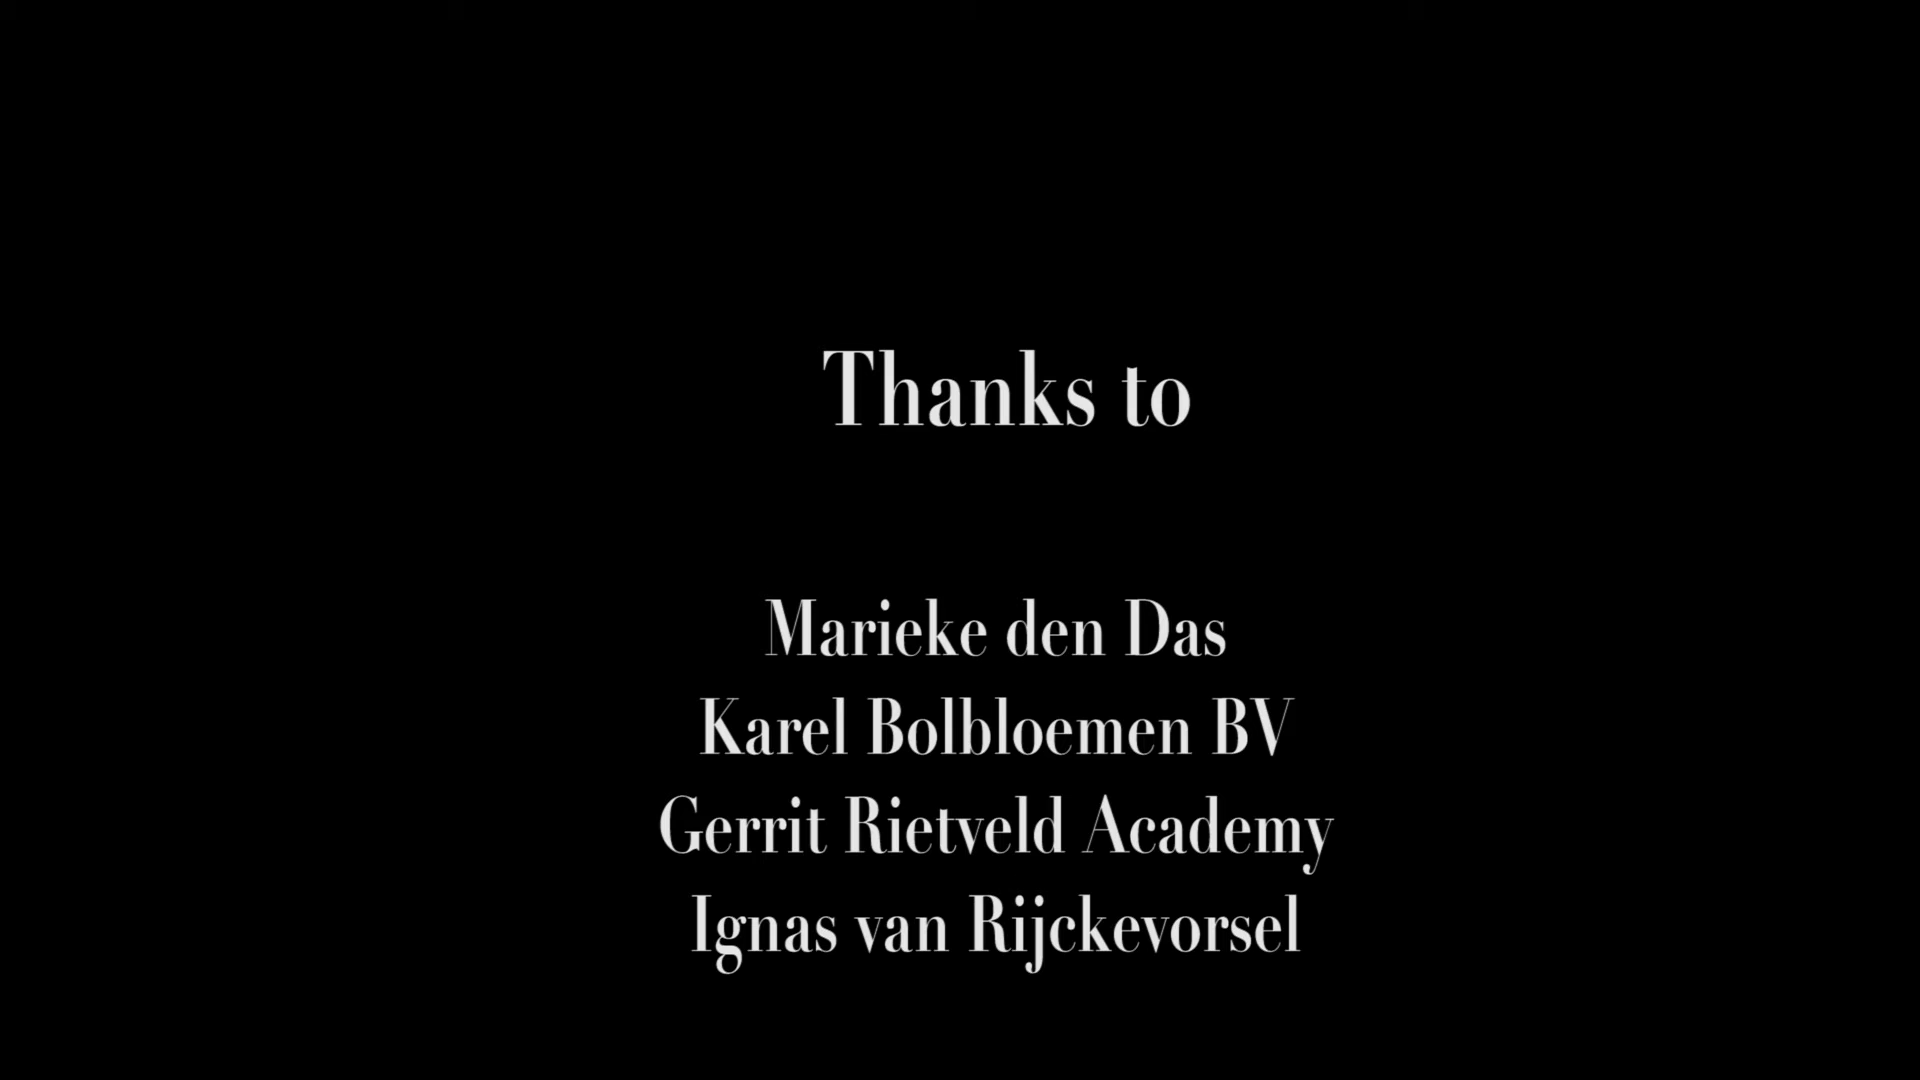 Thanks to
Marieke den Das
Karel Bolbloemen BV
Gerrit Rietveld Academy
Ignas van Rijckevorsel